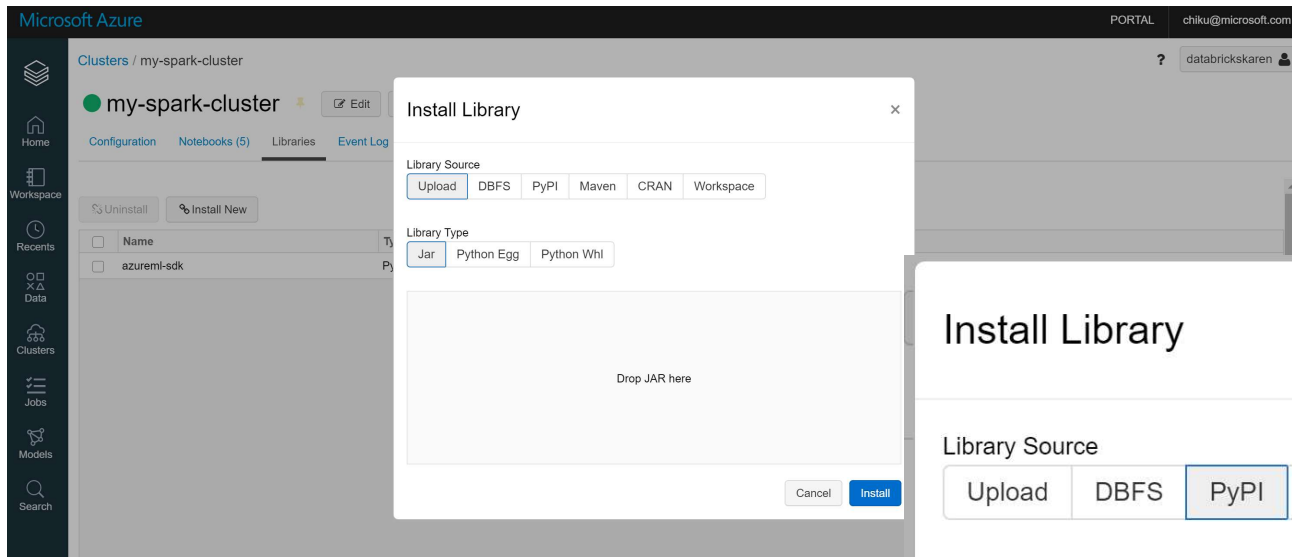 Microsoft Azure
PORTAL
chiku@microsoft.com
Clusters / my-spark-cluster
?
databrickskaren
my-spark-cluster
Edit
Configuration
Notebooks (5)
Libraries
Event Log
Uninstall
Install New
Name
azureml-sdk
Home
Workspace
Recents
Data
Clusters
Jobs
Models
Search
Install Library
×
Library Source
Upload
DBFS
PyPI
Maven
CRAN
Workspace
Library Type
Jar
Python Egg
Python Whl
Drop JAR here
Cancel
Install
Install Library
Library Source
Upload
DBFS
PyPI